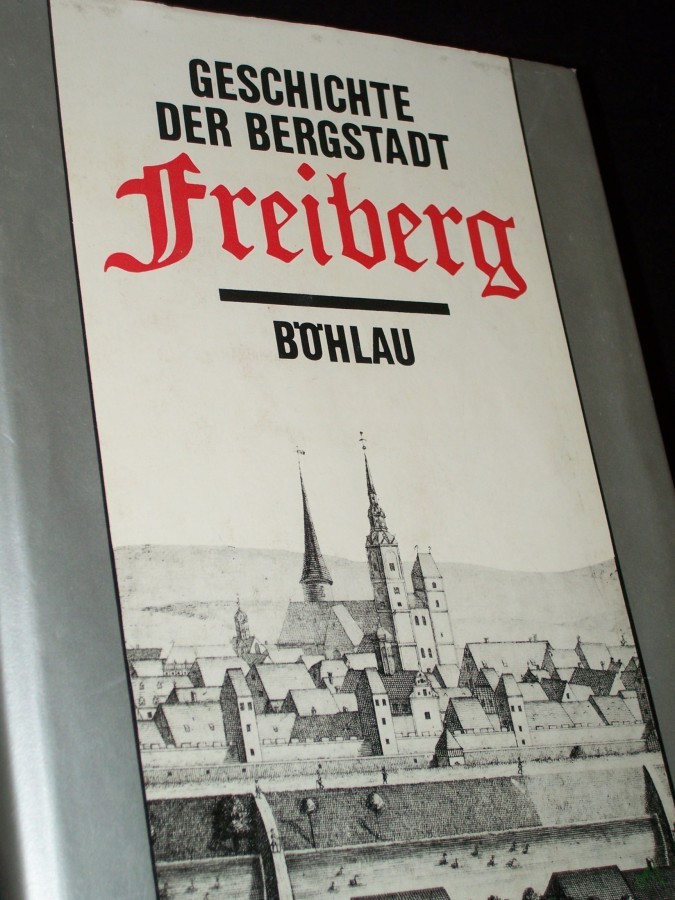 GESCHICHTE
DER BERGSTADT
Freiberg
BÖHLAU